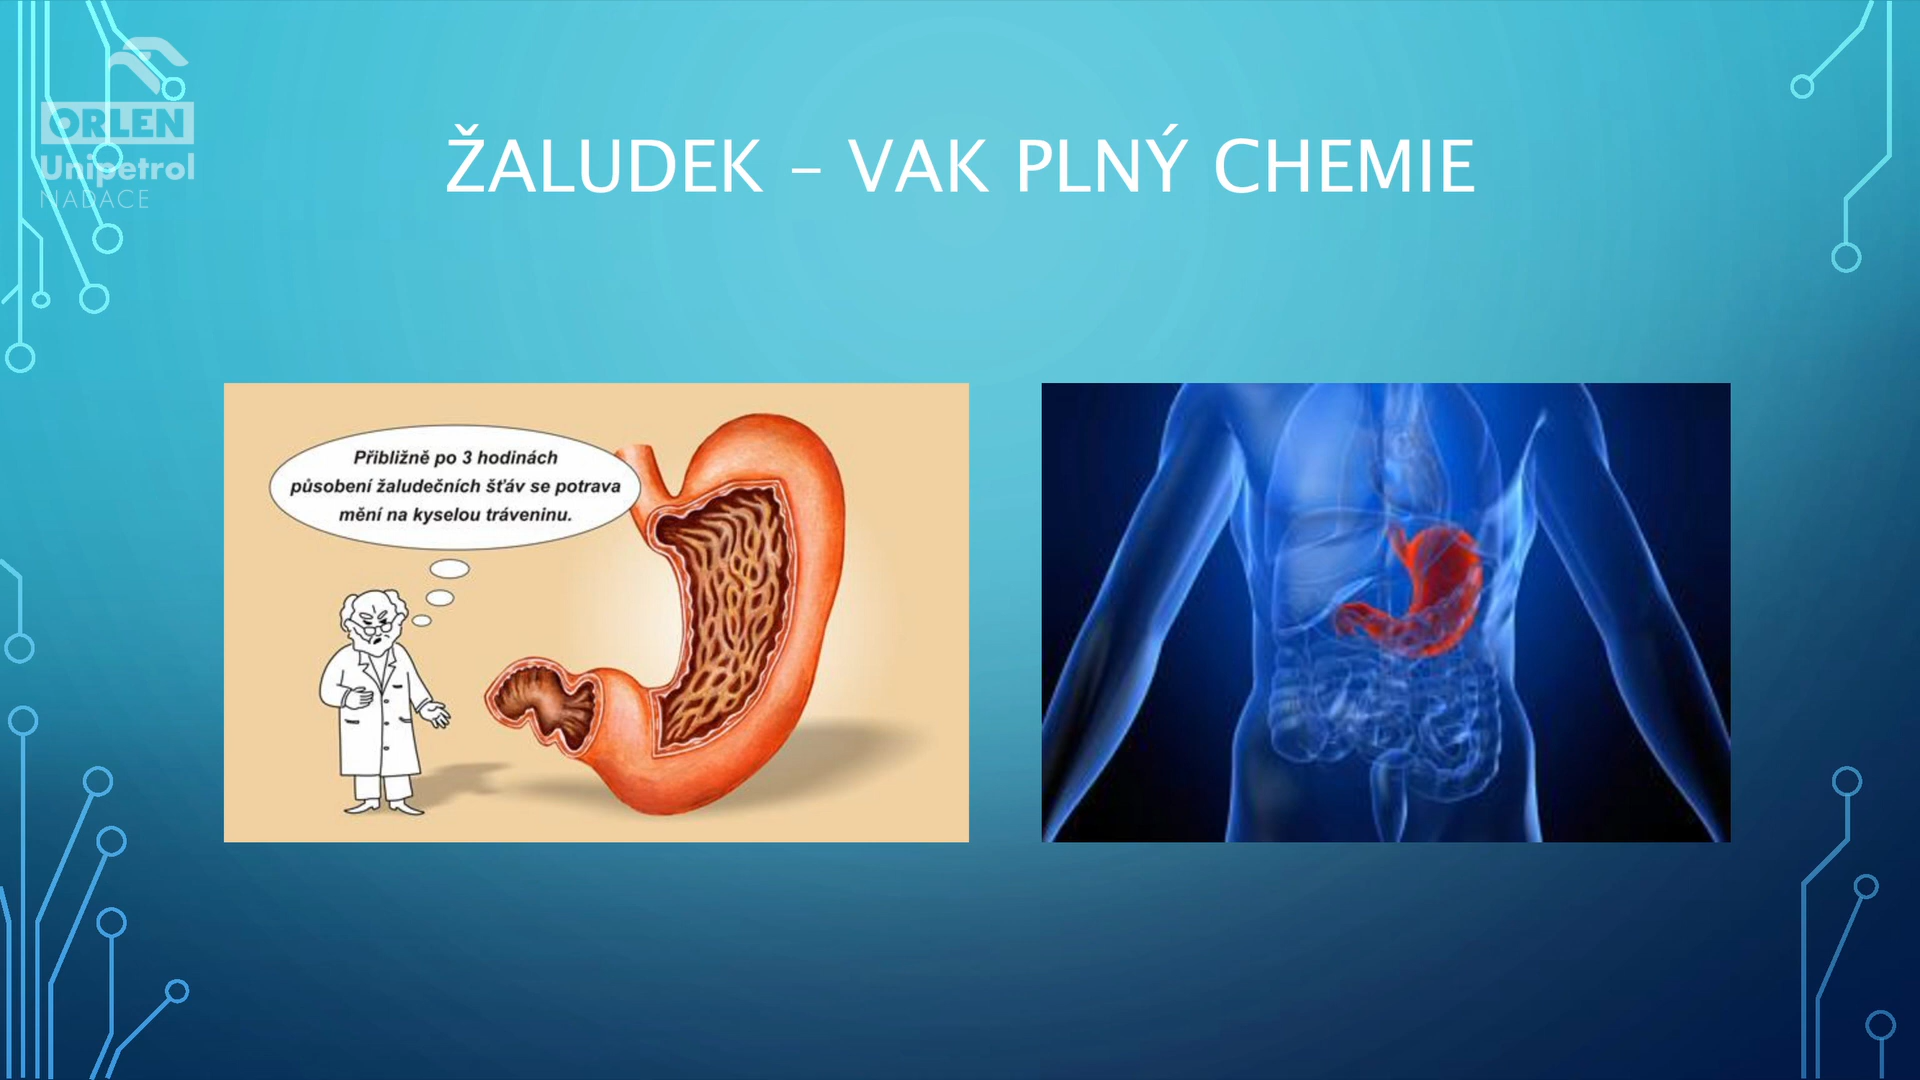 ORLEN
Unipetrol
NADACE
ŽALUDEK – VAK PLNÝ CHEMIE
Přibližně po 3 hodinách
působení žaludečních šťáv se potrava
mění na kyselou tráveninu.